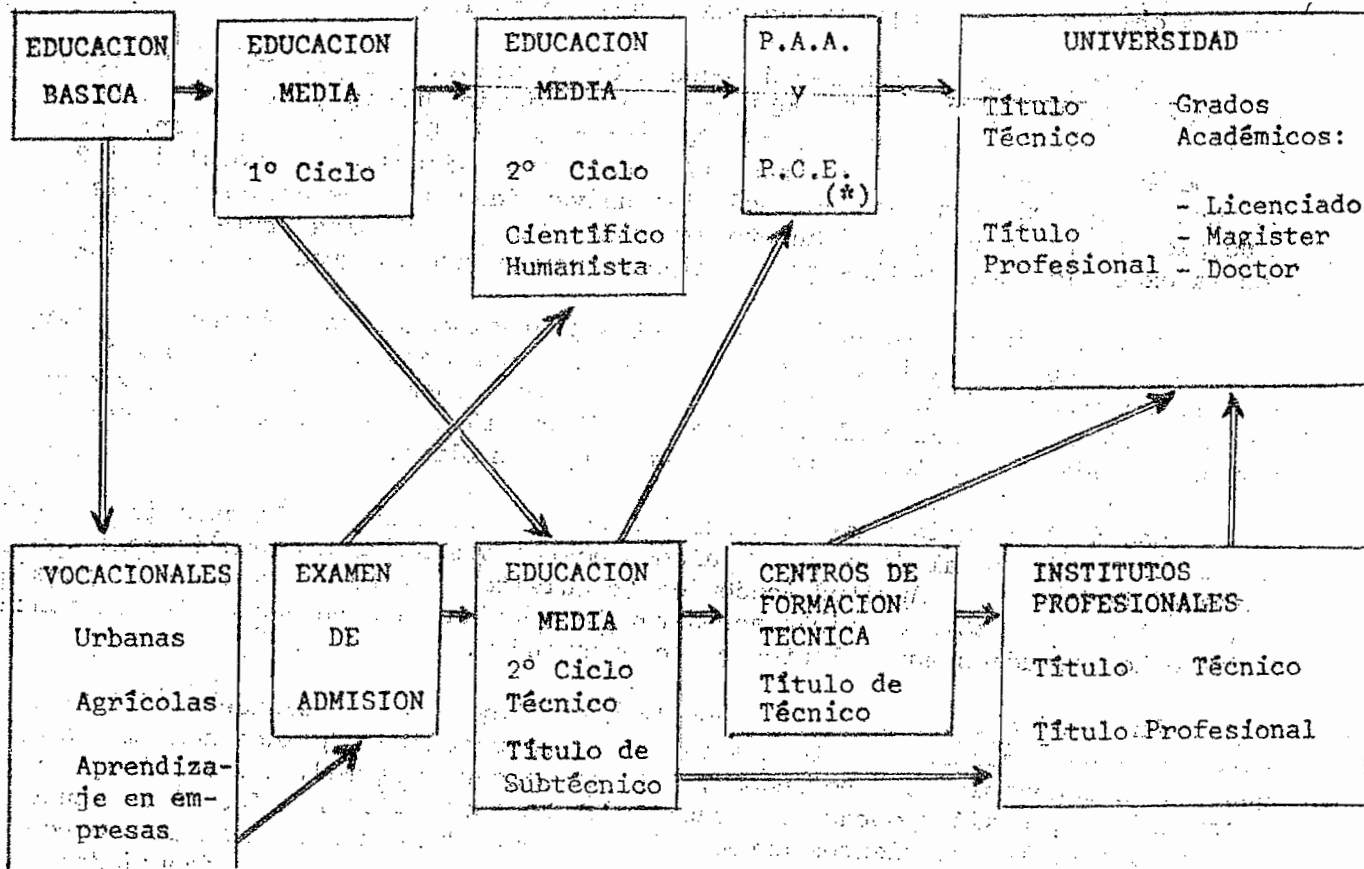 EDUCACION
BASICA
EDUCACION
MEDIA
1º Ciclo
EDUCACION
MEDIA
2º Ciclo
Científico
Humanista
P.A.A.
y
P.C.E.
(*)
UNIVERSIDAD
Título Grados
Técnico Académicos:
- Licenciado
Título - Magister
Profesional - Doctor
VOCACIONALES
Urbanas
Agrícolas
Aprendiza-
je en em-
presas
EXAMEN
DE
ADMISION
EDUCACION
MEDIA
2º Ciclo
Técnico
Título de
Subtécnico
CENTROS DE
FORMACION
TECNICA
Título de
Técnico
INSTITUTOS
PROFESIONALES
Título Técnico
Título Profesional